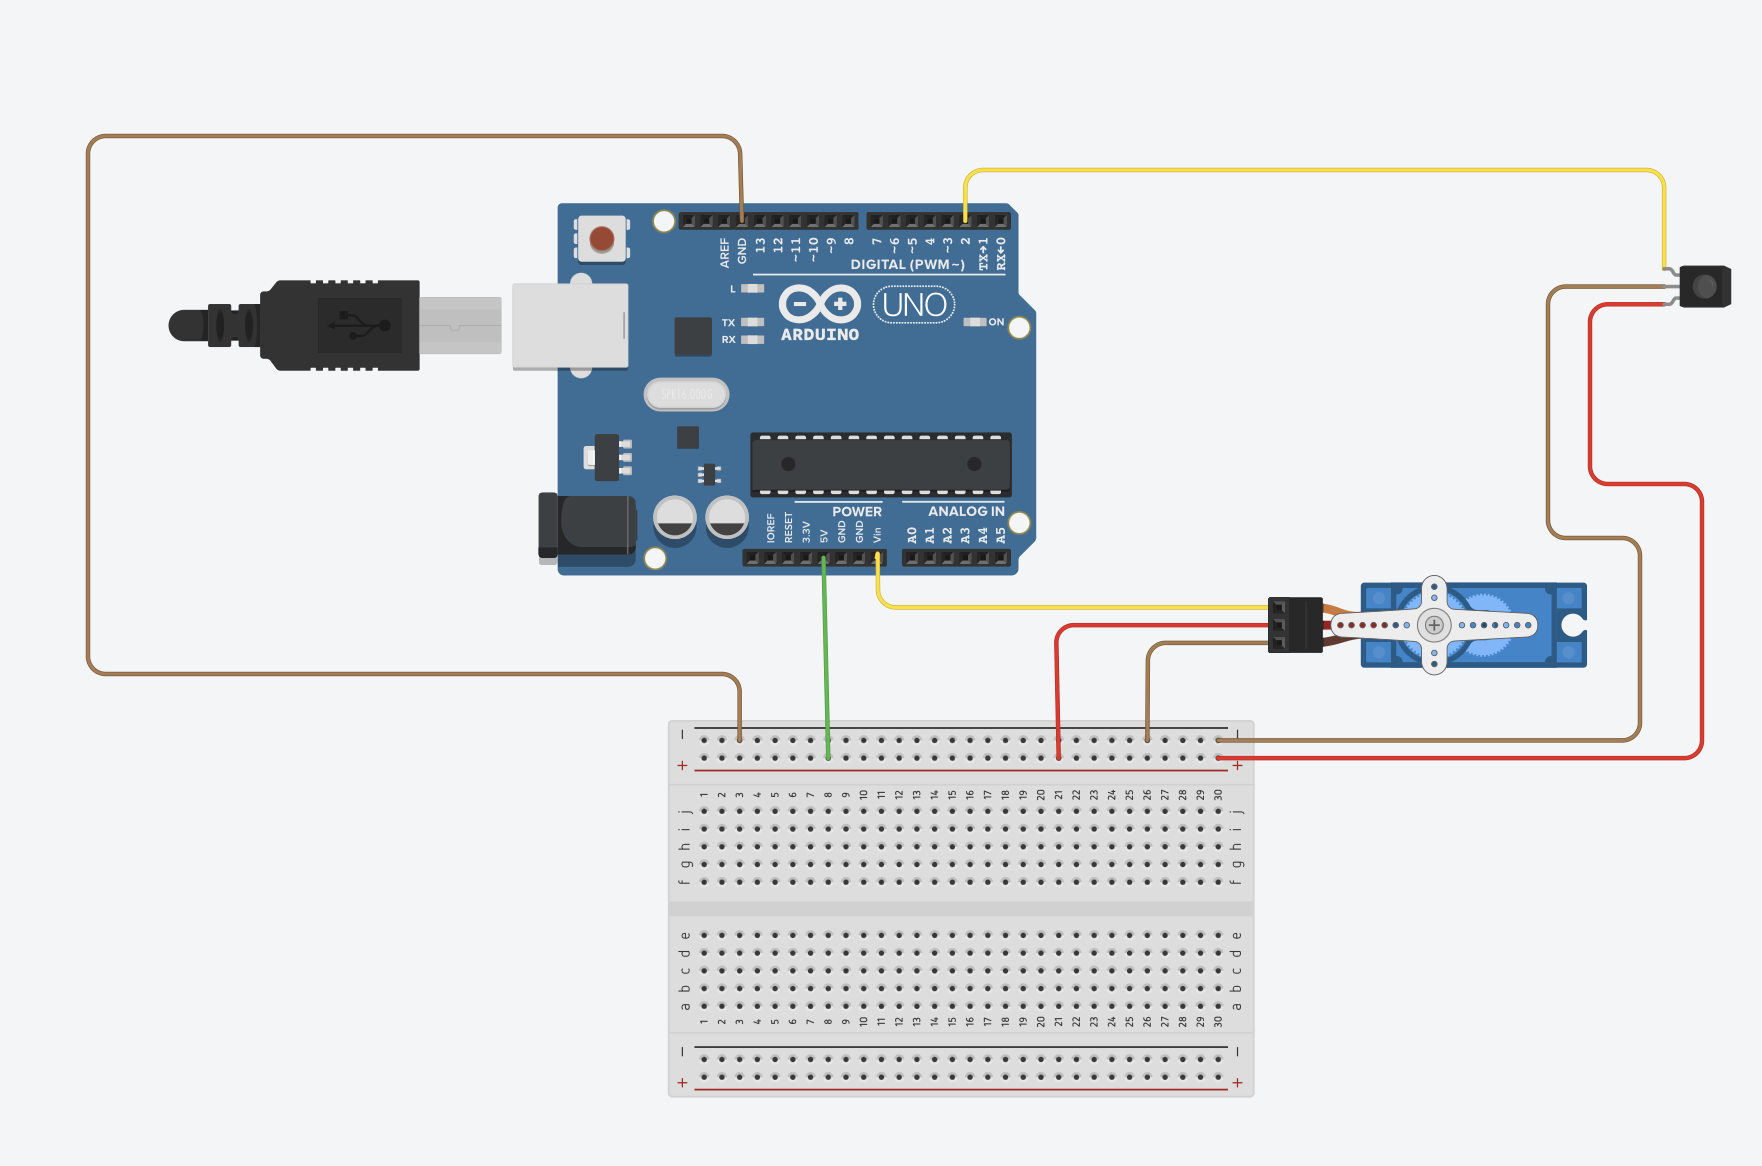 AREF
GND
13
12
~11
~10
~9
8
7
~6
~5
4
~3
2
TX→1
RX←0
DIGITAL (PWM~)
L
TX
RX
ARDUINO
UNO
ON
SPK16.000G
POWER
ANALOG IN
IOREF
RESET
3.3V
5V
GND
GND
Vin
A0
A1
A2
A3
A4
A5
− −
+ +
1 2 3 4 5 6 7 8 9 10 11 12 13 14 15 16 17 18 19 20 21 22 23 24 25 26 27 28 29 30
j j
i i
h h
g g
f f
e e
d d
c c
b b
a a
1 2 3 4 5 6 7 8 9 10 11 12 13 14 15 16 17 18 19 20 21 22 23 24 25 26 27 28 29 30
− −
+ +